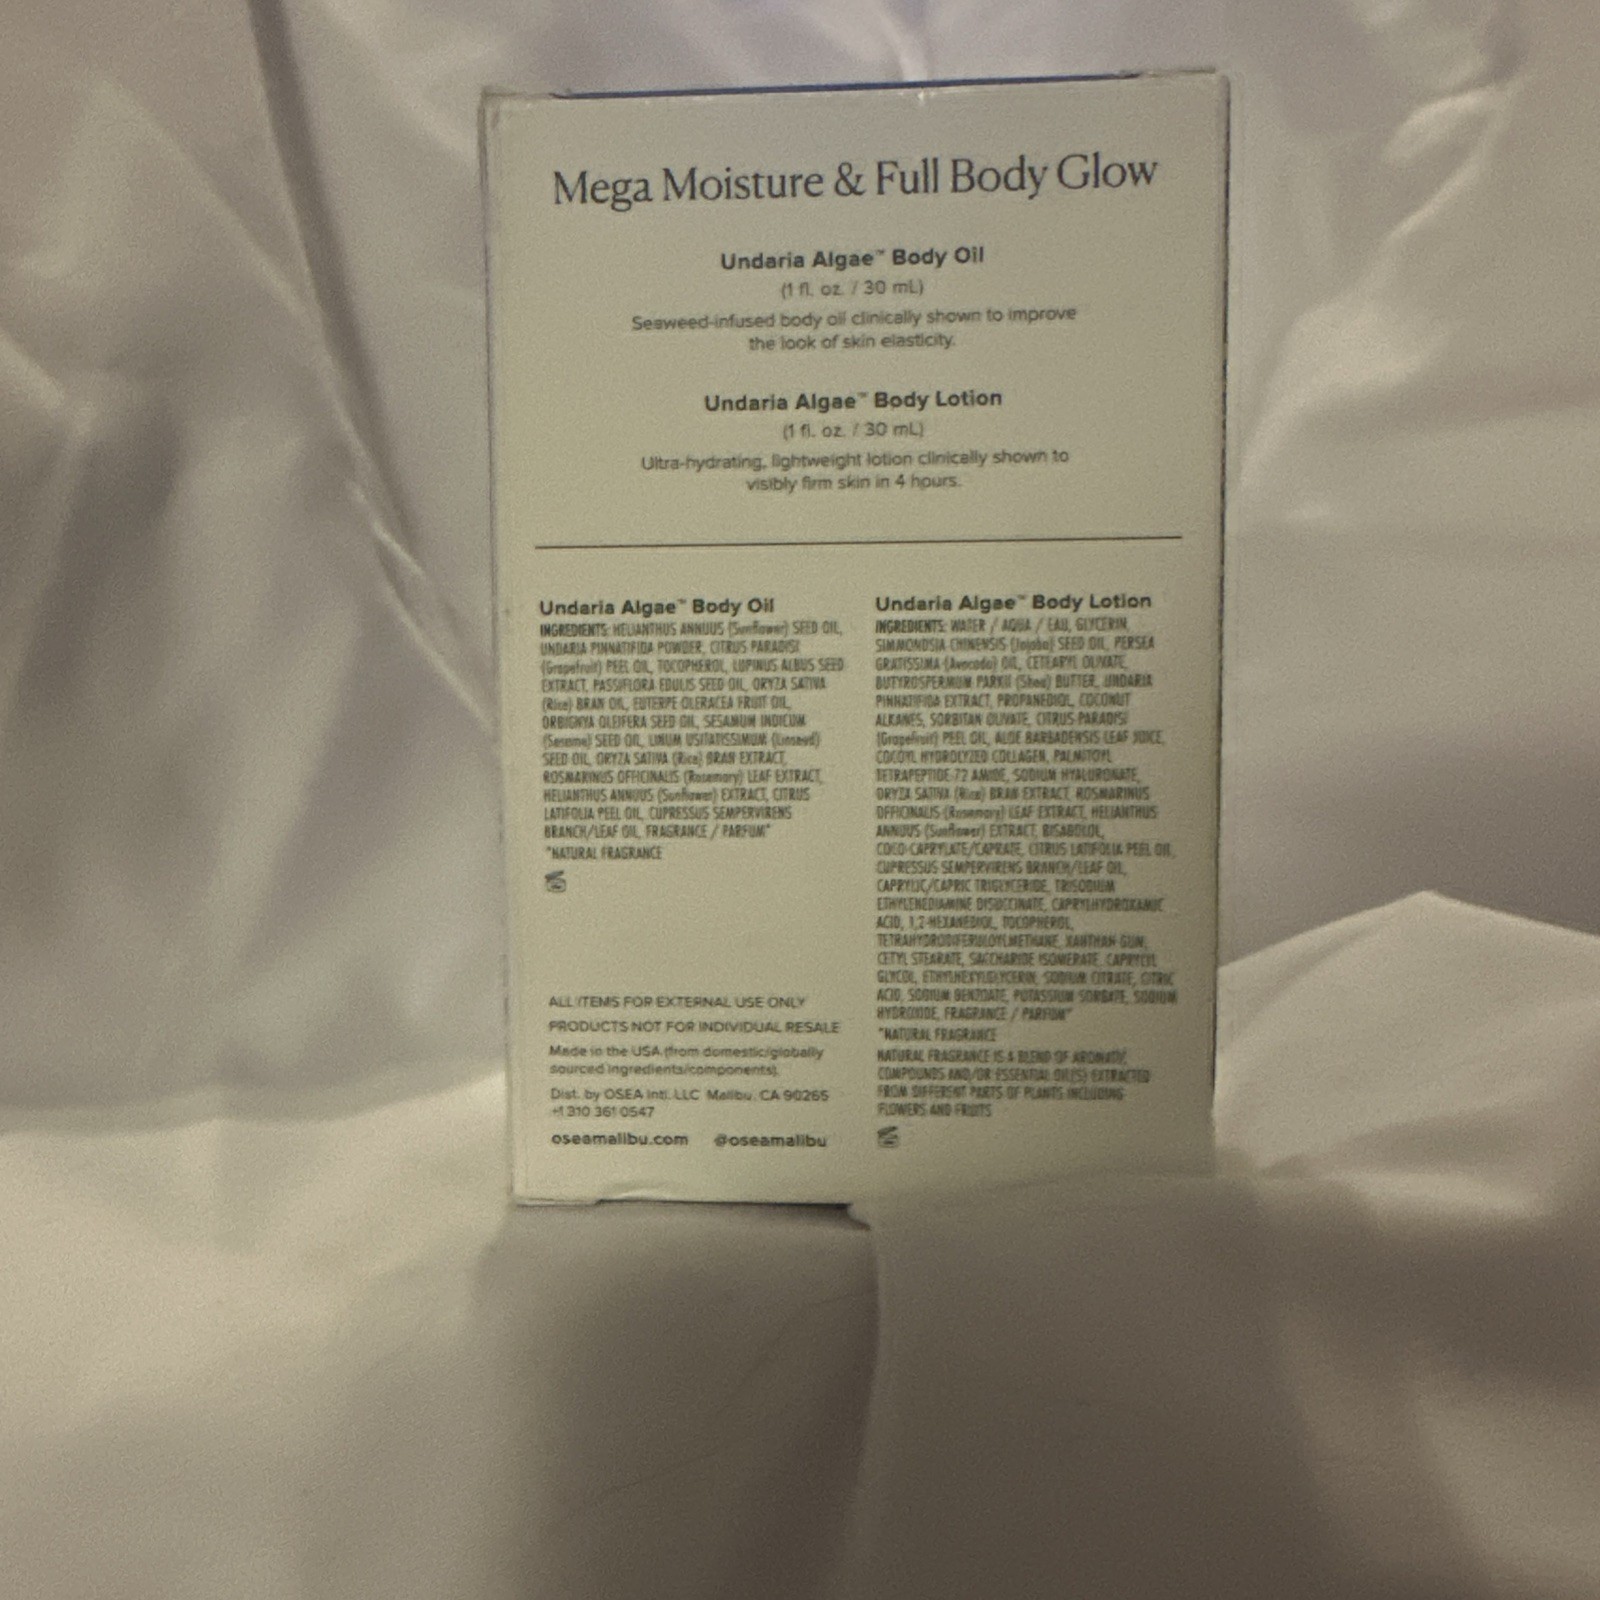 Mega Moisture & Full Body Glow
Undaria Algae™ Body Oil
(1 fl. oz. / 30 mL)
Seaweed-infused body oil clinically shown to improve
the look of skin elasticity.
Undaria Algae™ Body Lotion
(1 fl. oz. / 30 mL)
Ultra-hydrating, lightweight lotion clinically shown to
visibly firm skin in 4 hours.
Undaria Algae™ Body Oil
INGREDIENTS: HELIANTHUS ANNUUS (Sunflower) SEED OIL,
UNDARIA PINNATIFIDA POWDER, CITRUS PARADISI
(Grapefruit) PEEL OIL, TOCOPHEROL, LUPINUS ALBUS SEED
EXTRACT, PASSIFLORA EDULIS SEED OIL, ORYZA SATIVA
(Rice) BRAN OIL, EUTERPE OLERACEA FRUIT OIL,
ORBIGNYA OLEIFERA SEED OIL, SESAMUM INDICUM
(Sesame) SEED OIL, LINUM USITATISSIMUM (Linseed)
SEED OIL, ORYZA SATIVA (Rice) BRAN EXTRACT,
ROSMARINUS OFFICINALIS (Rosemary) LEAF EXTRACT,
HELIANTHUS ANNUUS (Sunflower) EXTRACT, CITRUS
LATIFOLIA PEEL OIL, CUPRESSUS SEMPERVIRENS
BRANCH/LEAF OIL, FRAGRANCE / PARFUM*
*NATURAL FRAGRANCE
ALL ITEMS FOR EXTERNAL USE ONLY
PRODUCTS NOT FOR INDIVIDUAL RESALE
Made in the USA (from domestic/globally
sourced ingredients/components).
Dist. by OSEA Intl. LLC Malibu, CA 90265
+1 310 361 0547
oseamalibu.com @oseamalibu
Undaria Algae™ Body Lotion
INGREDIENTS: WATER / AQUA / EAU, GLYCERIN,
SIMMONDSIA CHINENSIS (Jojoba) SEED OIL, PERSEA
GRATISSIMA (Avocado) OIL, CETEARYL OLIVATE,
BUTYROSPERMUM PARKII (Shea) BUTTER, UNDARIA
PINNATIFIDA EXTRACT, PROPANEDIOL, COCONUT
ALKANES, SORBITAN OLIVATE, CITRUS PARADISI
(Grapefruit) PEEL OIL, ALOE BARBADENSIS LEAF JUICE,
COCOYL HYDROLYZED COLLAGEN, PALMITOYL
TETRAPEPTIDE-72 AMIDE, SODIUM HYALURONATE,
ORYZA SATIVA (Rice) BRAN EXTRACT, ROSMARINUS
OFFICINALIS (Rosemary) LEAF EXTRACT, HELIANTHUS
ANNUUS (Sunflower) EXTRACT, BISABOLOL,
COCO-CAPRYLATE/CAPRATE, CITRUS LATIFOLIA PEEL OIL,
CUPRESSUS SEMPERVIRENS BRANCH/LEAF OIL,
CAPRYLIC/CAPRIC TRIGLYCERIDE, TRISODIUM
ETHYLENEDIAMINE DISUCCINATE, CAPRYLHYDROXAMIC
ACID, 1,2-HEXANEDIOL, TOCOPHEROL,
TETRAHYDRODIFERULOYLMETHANE, XANTHAN GUM,
CETYL STEARATE, SACCHARIDE ISOMERATE, CAPRYLYL
GLYCOL, ETHYLHEXYLGLYCERIN, SODIUM CITRATE, CITRIC
ACID, SODIUM BENZOATE, POTASSIUM SORBATE, SODIUM
HYDROXIDE, FRAGRANCE / PARFUM*
*NATURAL FRAGRANCE
NATURAL FRAGRANCE IS A BLEND OF AROMATIC
COMPOUNDS AND/OR ESSENTIAL OIL(S) EXTRACTED
FROM DIFFERENT PARTS OF PLANTS INCLUDING
FLOWERS AND FRUITS